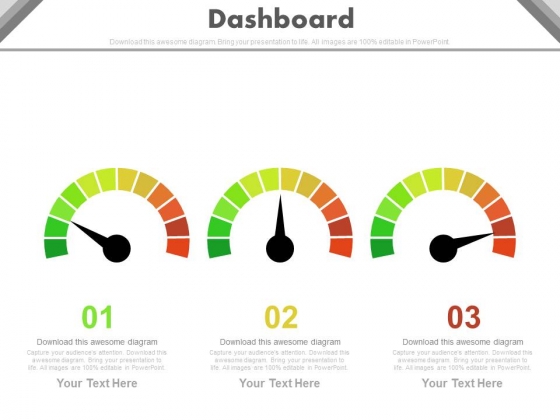 Dashboard
Download this awesome diagram. Bring your presentation to life. All images are 100% editable in PowerPoint.
01
Download this awesome diagram
Capture your audience's attention. Download this
awesome diagram. Bring your presentation to
life. All images are 100% editable in PowerPoint.
Your Text Here
02
Download this awesome diagram
Capture your audience's attention. Download this
awesome diagram. Bring your presentation to
life. All images are 100% editable in PowerPoint.
Your Text Here
03
Download this awesome diagram
Capture your audience's attention. Download this
awesome diagram. Bring your presentation to
life. All images are 100% editable in PowerPoint.
Your Text Here